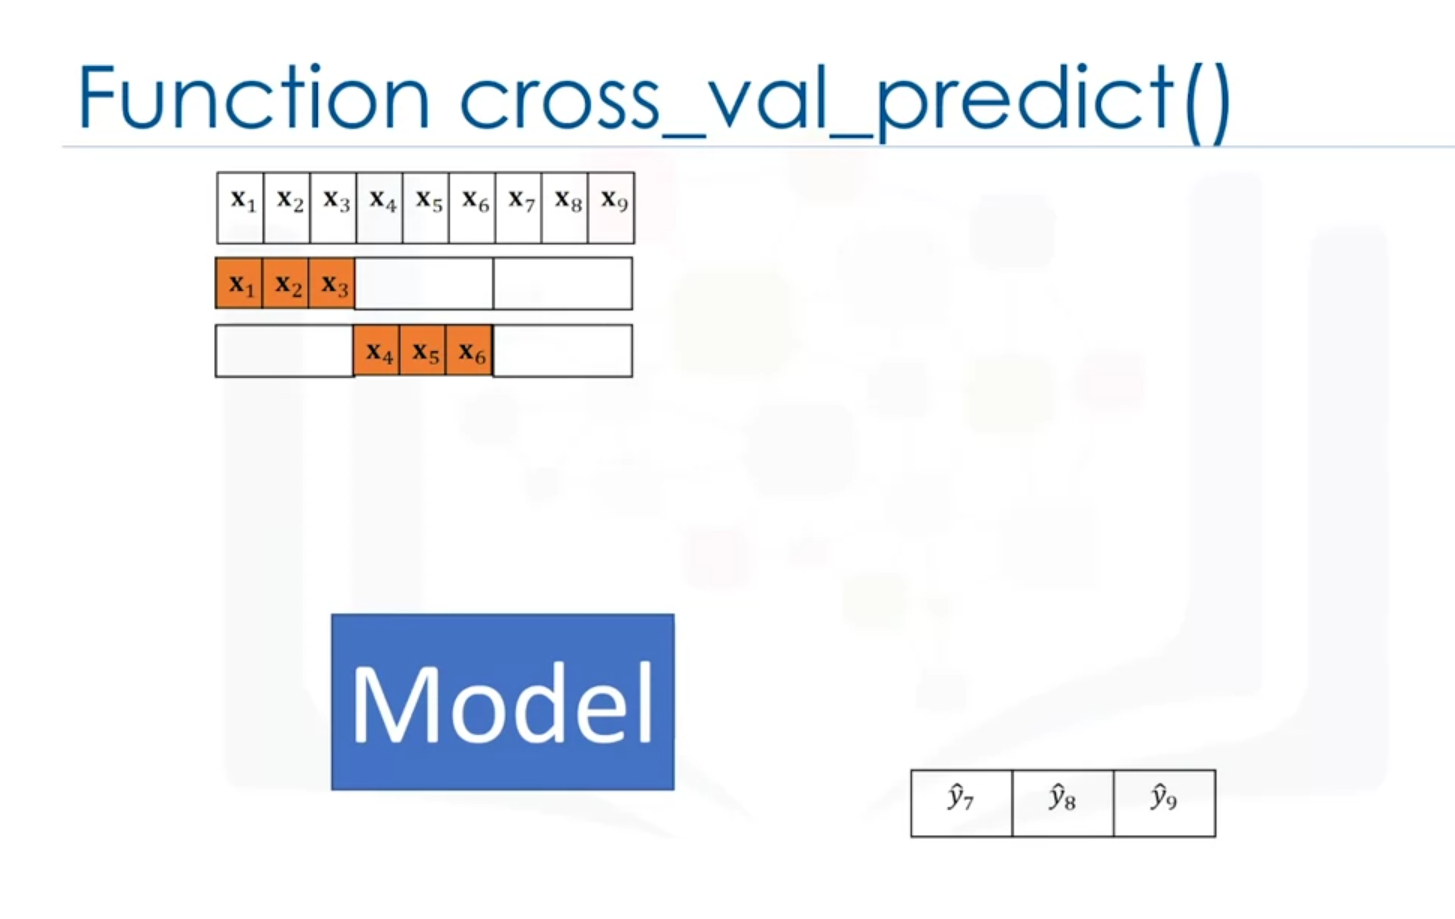 Function cross_val_predict()
x₁ x₂ x₃ x₄ x₅ x₆ x₇ x₈ x₉
x₁ x₂ x₃
x₄ x₅ x₆
Model
ŷ₇ ŷ₈ ŷ₉